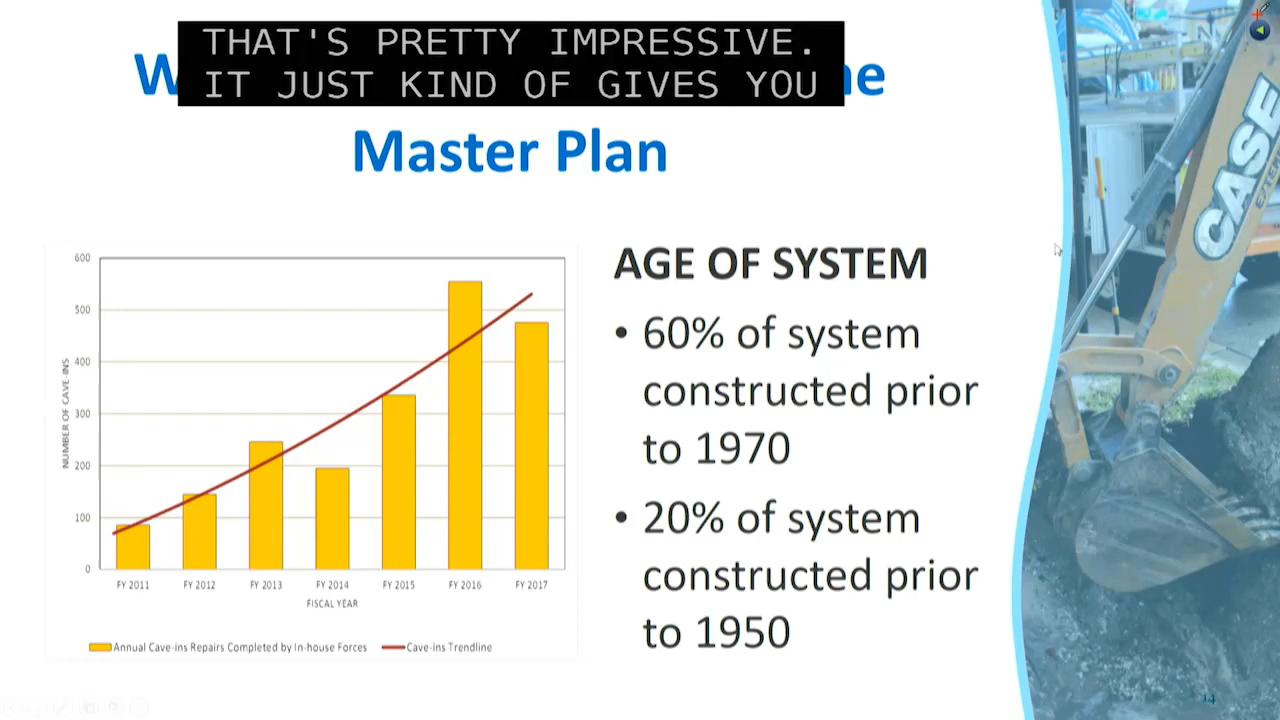 THAT'S PRETTY IMPRESSIVE.
IT JUST KIND OF GIVES YOU
Master Plan
AGE OF SYSTEM
• 60% of system
constructed prior
to 1970
• 20% of system
constructed prior
to 1950
NUMBER OF CAVE-INS
600
500
400
300
200
100
0
FY 2011 FY 2012 FY 2013 FY 2014 FY 2015 FY 2016 FY 2017
FISCAL YEAR
Annual Cave-ins Repairs Completed by In-house Forces Cave-ins Trendline
CASE
14